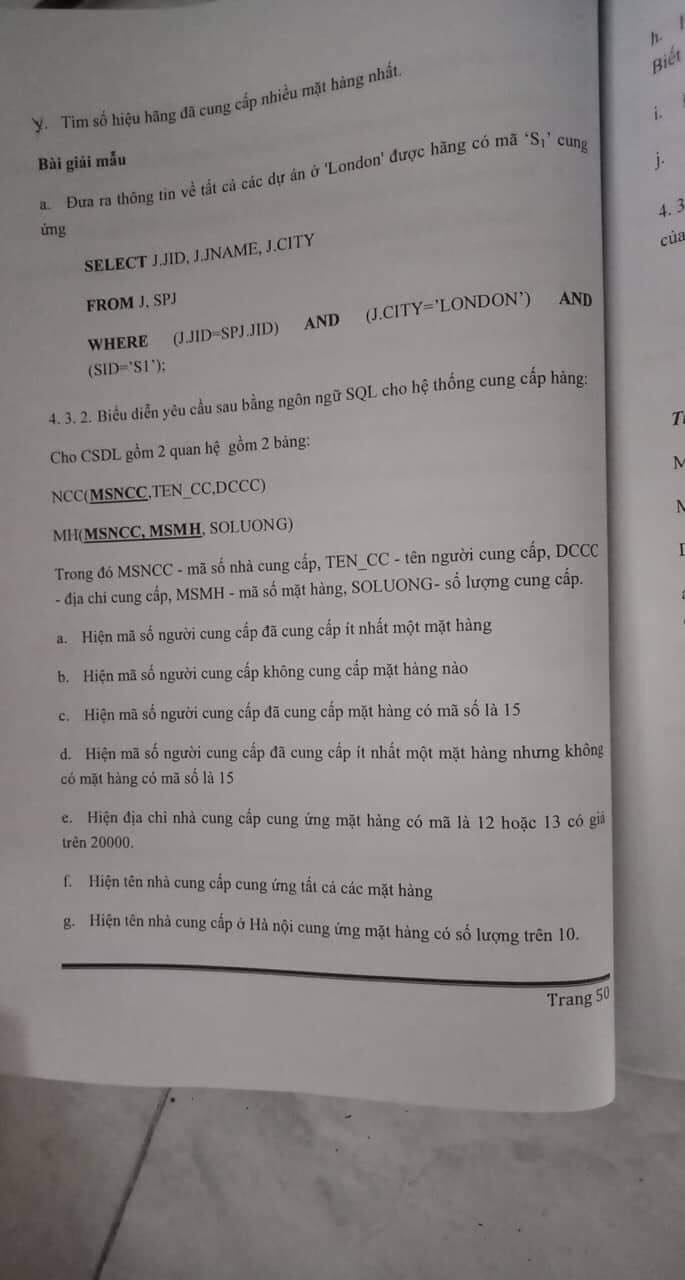 y. Tìm số hiệu hãng đã cung cấp nhiều mặt hàng nhất.
Bài giải mẫu
a. Đưa ra thông tin về tất cả các dự án ở 'London' được hãng có mã ‘S₁’ cung
ứng
SELECT J.JID, J.JNAME, J.CITY
FROM J, SPJ
WHERE (J.JID=SPJ.JID) AND (J.CITY=’LONDON’) AND
(SID=’S1’);
4. 3. 2. Biểu diễn yêu cầu sau bằng ngôn ngữ SQL cho hệ thống cung cấp hàng:
Cho CSDL gồm 2 quan hệ gồm 2 bảng:
NCC(MSNCC,TEN_CC,DCCC)
MH(MSNCC, MSMH, SOLUONG)
Trong đó MSNCC - mã số nhà cung cấp, TEN_CC - tên người cung cấp, DCCC
- địa chỉ cung cấp, MSMH - mã số mặt hàng, SOLUONG- số lượng cung cấp.
a. Hiện mã số người cung cấp đã cung cấp ít nhất một mặt hàng
b. Hiện mã số người cung cấp không cung cấp mặt hàng nào
c. Hiện mã số người cung cấp đã cung cấp mặt hàng có mã số là 15
d. Hiện mã số người cung cấp đã cung cấp ít nhất một mặt hàng nhưng không
có mặt hàng có mã số là 15
e. Hiện địa chỉ nhà cung cấp cung ứng mặt hàng có mã là 12 hoặc 13 có giá
trên 20000.
f. Hiện tên nhà cung cấp cung ứng tất cả các mặt hàng
g. Hiện tên nhà cung cấp ở Hà nội cung ứng mặt hàng có số lượng trên 10.
Trang 50
h.
Biết
i.
j.
4. 3
của